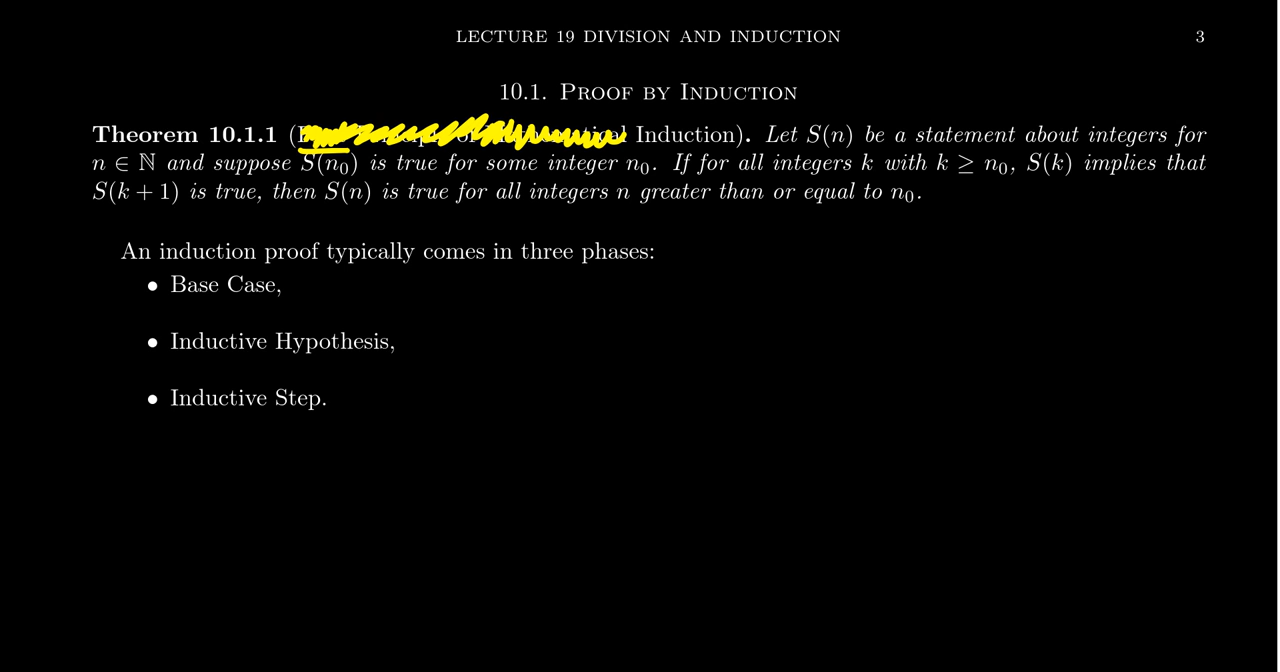 LECTURE 19 DIVISION AND INDUCTION 3
10.1. PROOF BY INDUCTION
Theorem 10.1.1 ( Induction). Let S(n) be a statement about integers for
n ∈ ℕ and suppose S(n₀) is true for some integer n₀. If for all integers k with k ≥ n₀, S(k) implies that
S(k + 1) is true, then S(n) is true for all integers n greater than or equal to n₀.
An induction proof typically comes in three phases:
• Base Case,
• Inductive Hypothesis,
• Inductive Step.